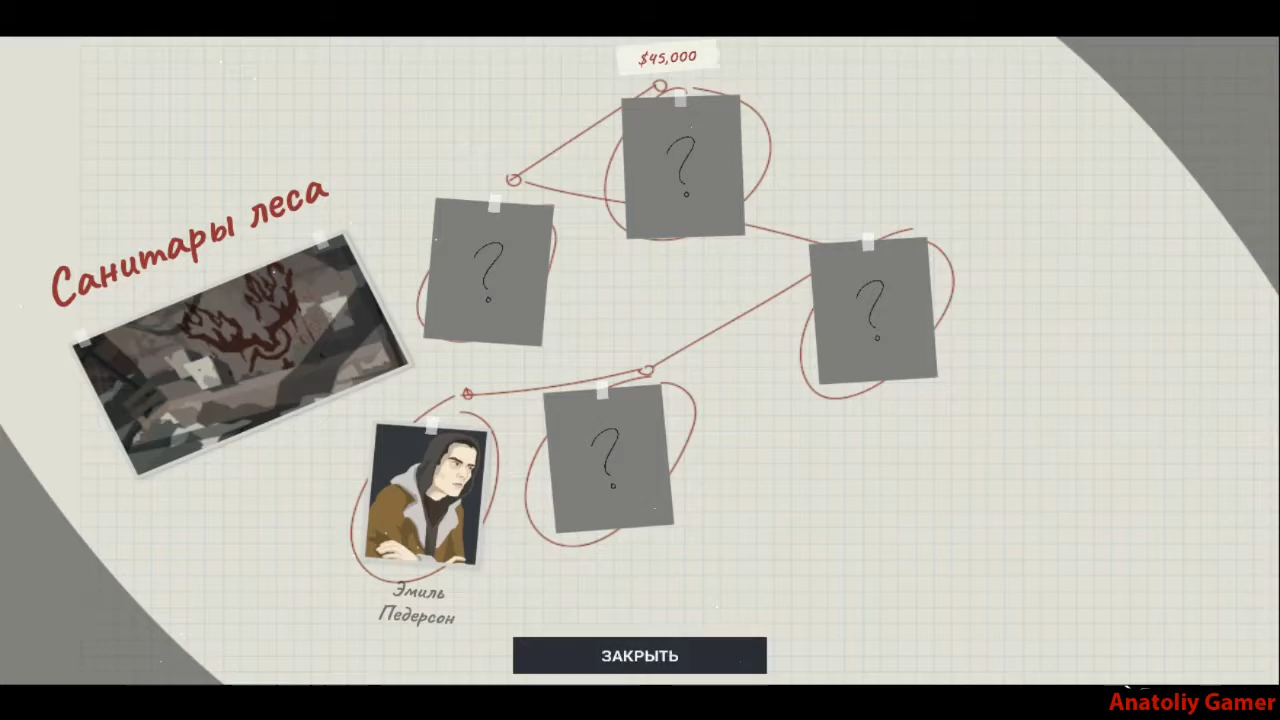 $45,000
Санитары леса
?
?
?
?
Эмиль
Педерсон
ЗАКРЫТЬ
Anatoliy Gamer